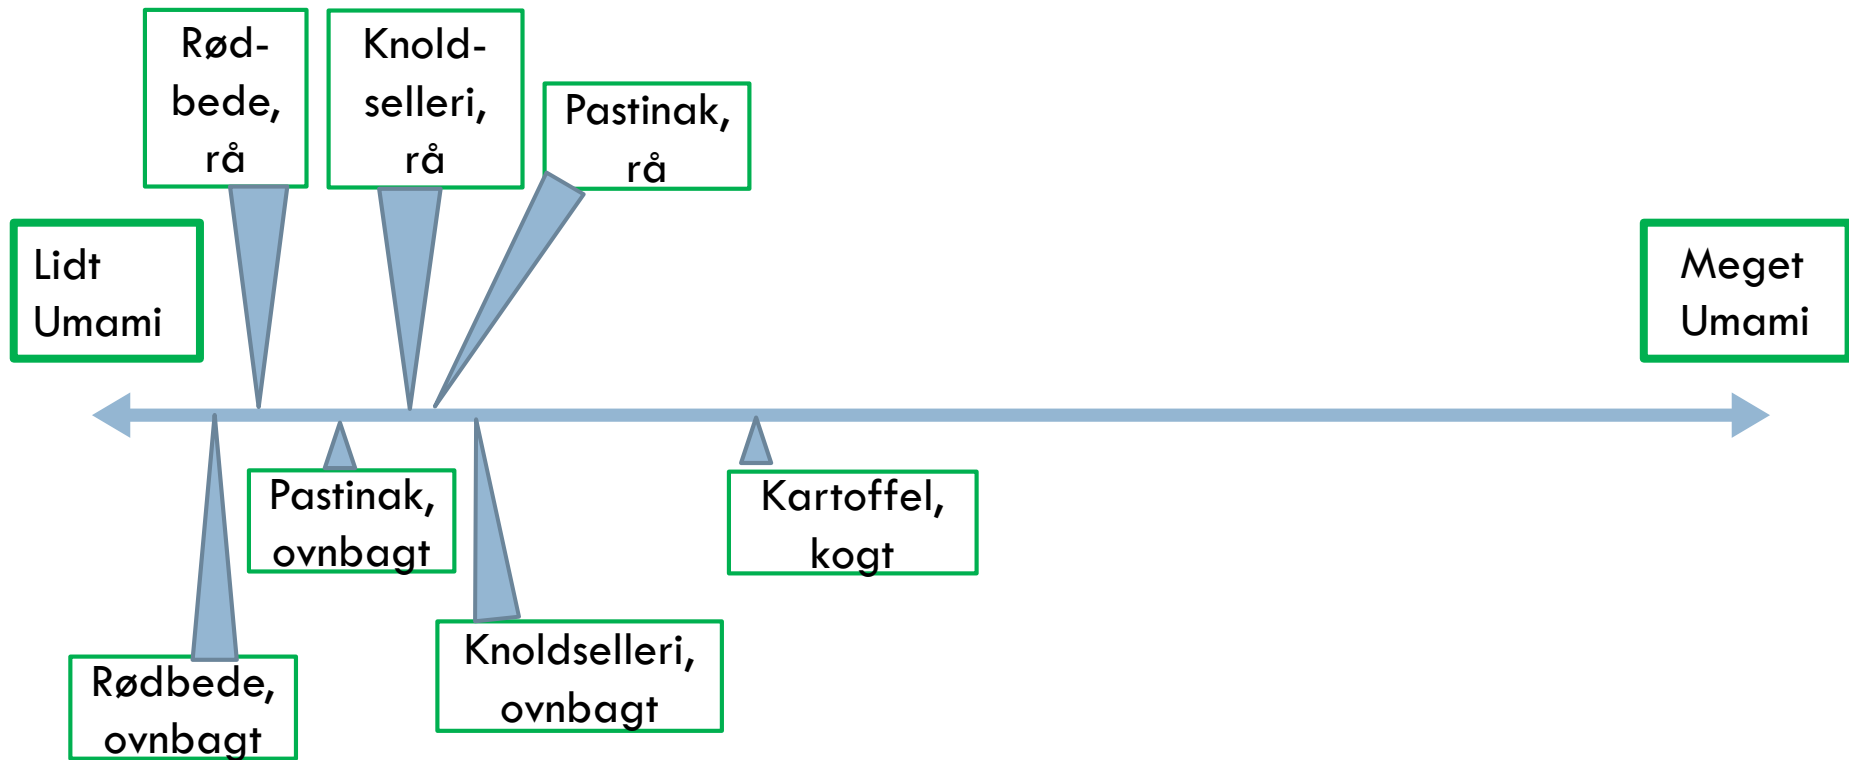 Rød-
bede,
rå
Knold-
selleri,
rå
Pastinak,
rå
Lidt
Umami
Meget
Umami
Pastinak,
ovnbagt
Kartoffel,
kogt
Rødbede,
ovnbagt
Knoldselleri,
ovnbagt